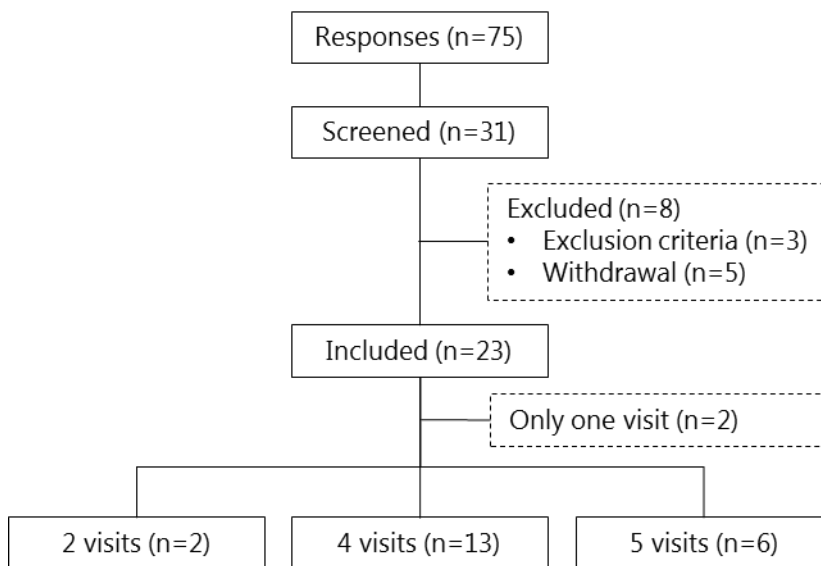 Responses (n=75)
Screened (n=31)
Excluded (n=8)
• Exclusion criteria (n=3)
• Withdrawal (n=5)
Included (n=23)
Only one visit (n=2)
2 visits (n=2)
4 visits (n=13)
5 visits (n=6)